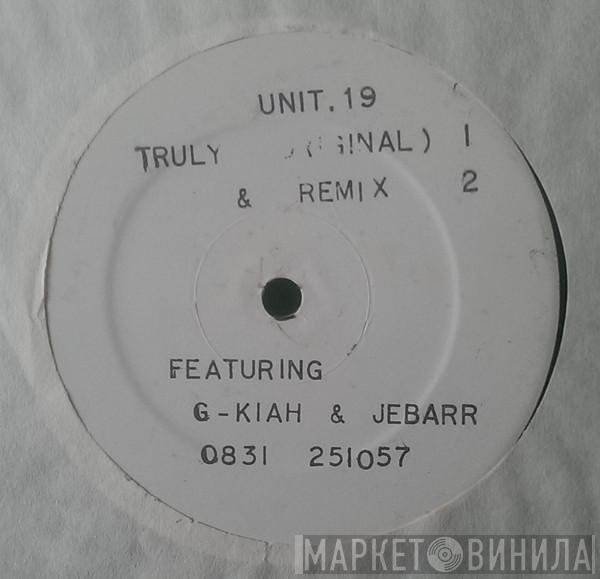 UNIT. 19
TRULY (ORIGINAL) 1
& REMIX 2
FEATURING
G-KIAH & JEBARR
0831 251057
МАРКЕТ ВИНИЛА